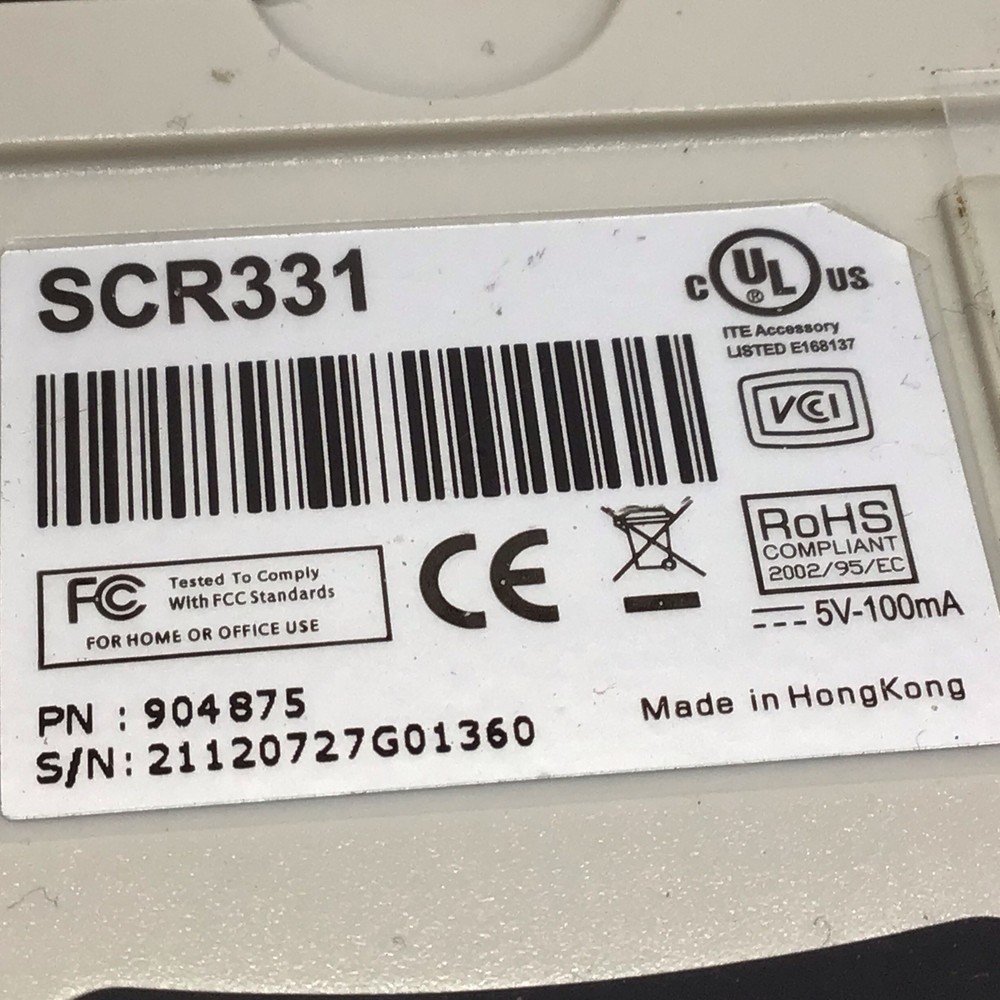 SCR331
C UL® US
ITE Accessory
LISTED E168137
VCI
FC Tested To Comply
With FCC Standards
FOR HOME OR OFFICE USE
CE
RoHS
COMPLIANT
2002/95/EC
5V-100mA
PN : 904875
S/N: 21120727G01360
Made in HongKong